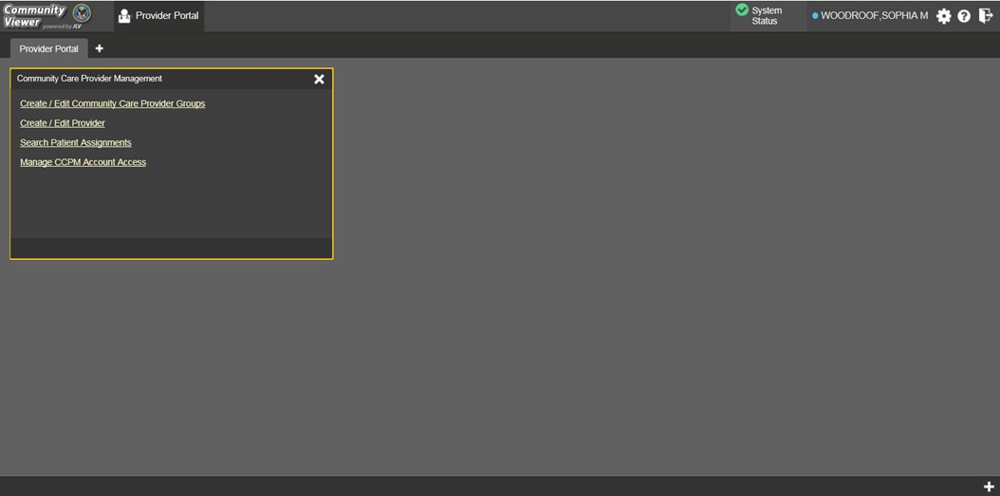 Community
Viewer powered by JLV
Provider Portal
System
Status
WOODROOF,SOPHIA M
Provider Portal
Community Care Provider Management
Create / Edit Community Care Provider Groups
Create / Edit Provider
Search Patient Assignments
Manage CCPM Account Access